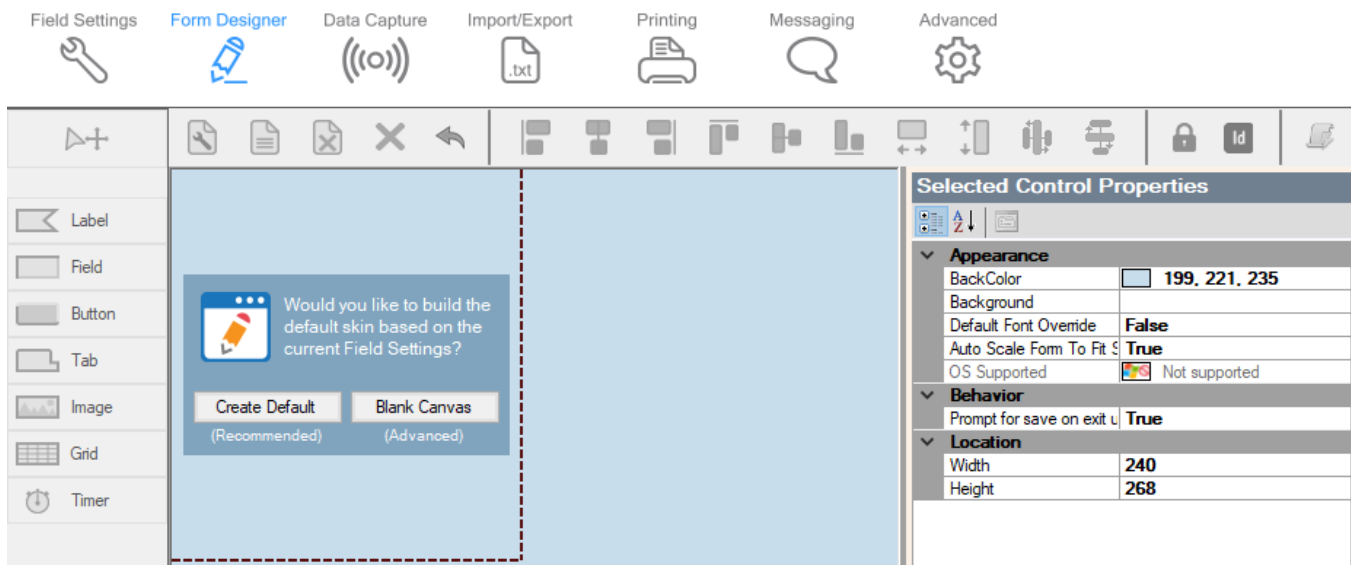 Field Settings
Form Designer
Data Capture
Import/Export
Printing
Messaging
Advanced
.txt
Id
Label
Field
Button
Tab
Image
Grid
Timer
Would you like to build the
default skin based on the
current Field Settings?
Create Default
Blank Canvas
(Recommended)
(Advanced)
Selected Control Properties
A
Z
Appearance
BackColor 199, 221, 235
Background
Default Font Override False
Auto Scale Form To Fit S True
OS Supported Not supported
Behavior
Prompt for save on exit u True
Location
Width 240
Height 268